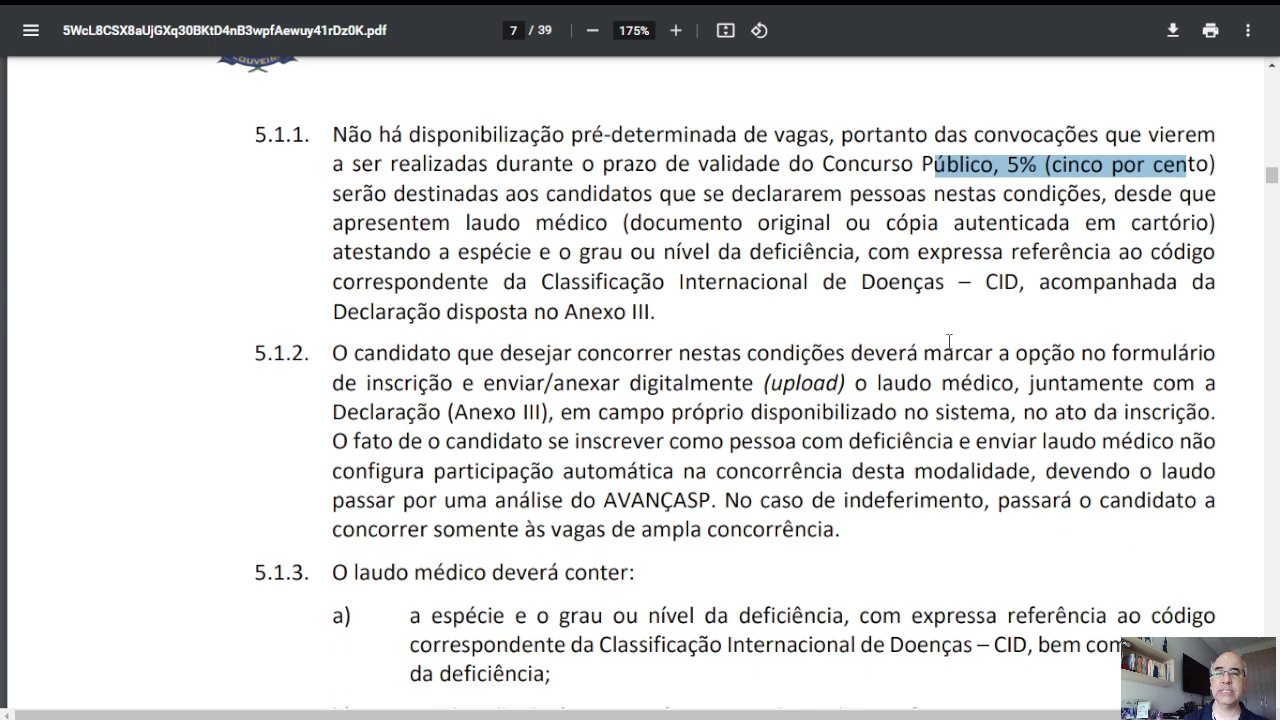 5WcL8CSX8aUjGXq30BKtD4nB3wpfAewuy41rDz0K.pdf
7 / 39
175%
5.1.1. Não há disponibilização pré-determinada de vagas, portanto das convocações que vierem
a ser realizadas durante o prazo de validade do Concurso Público, 5% (cinco por cento)
serão destinadas aos candidatos que se declararem pessoas nestas condições, desde que
apresentem laudo médico (documento original ou cópia autenticada em cartório)
atestando a espécie e o grau ou nível da deficiência, com expressa referência ao código
correspondente da Classificação Internacional de Doenças – CID, acompanhada da
Declaração disposta no Anexo III.
5.1.2. O candidato que desejar concorrer nestas condições deverá marcar a opção no formulário
de inscrição e enviar/anexar digitalmente (upload) o laudo médico, juntamente com a
Declaração (Anexo III), em campo próprio disponibilizado no sistema, no ato da inscrição.
O fato de o candidato se inscrever como pessoa com deficiência e enviar laudo médico não
configura participação automática na concorrência desta modalidade, devendo o laudo
passar por uma análise do AVANÇASP. No caso de indeferimento, passará o candidato a
concorrer somente às vagas de ampla concorrência.
5.1.3. O laudo médico deverá conter:
a) a espécie e o grau ou nível da deficiência, com expressa referência ao código
correspondente da Classificação Internacional de Doenças – CID, bem
da deficiência;